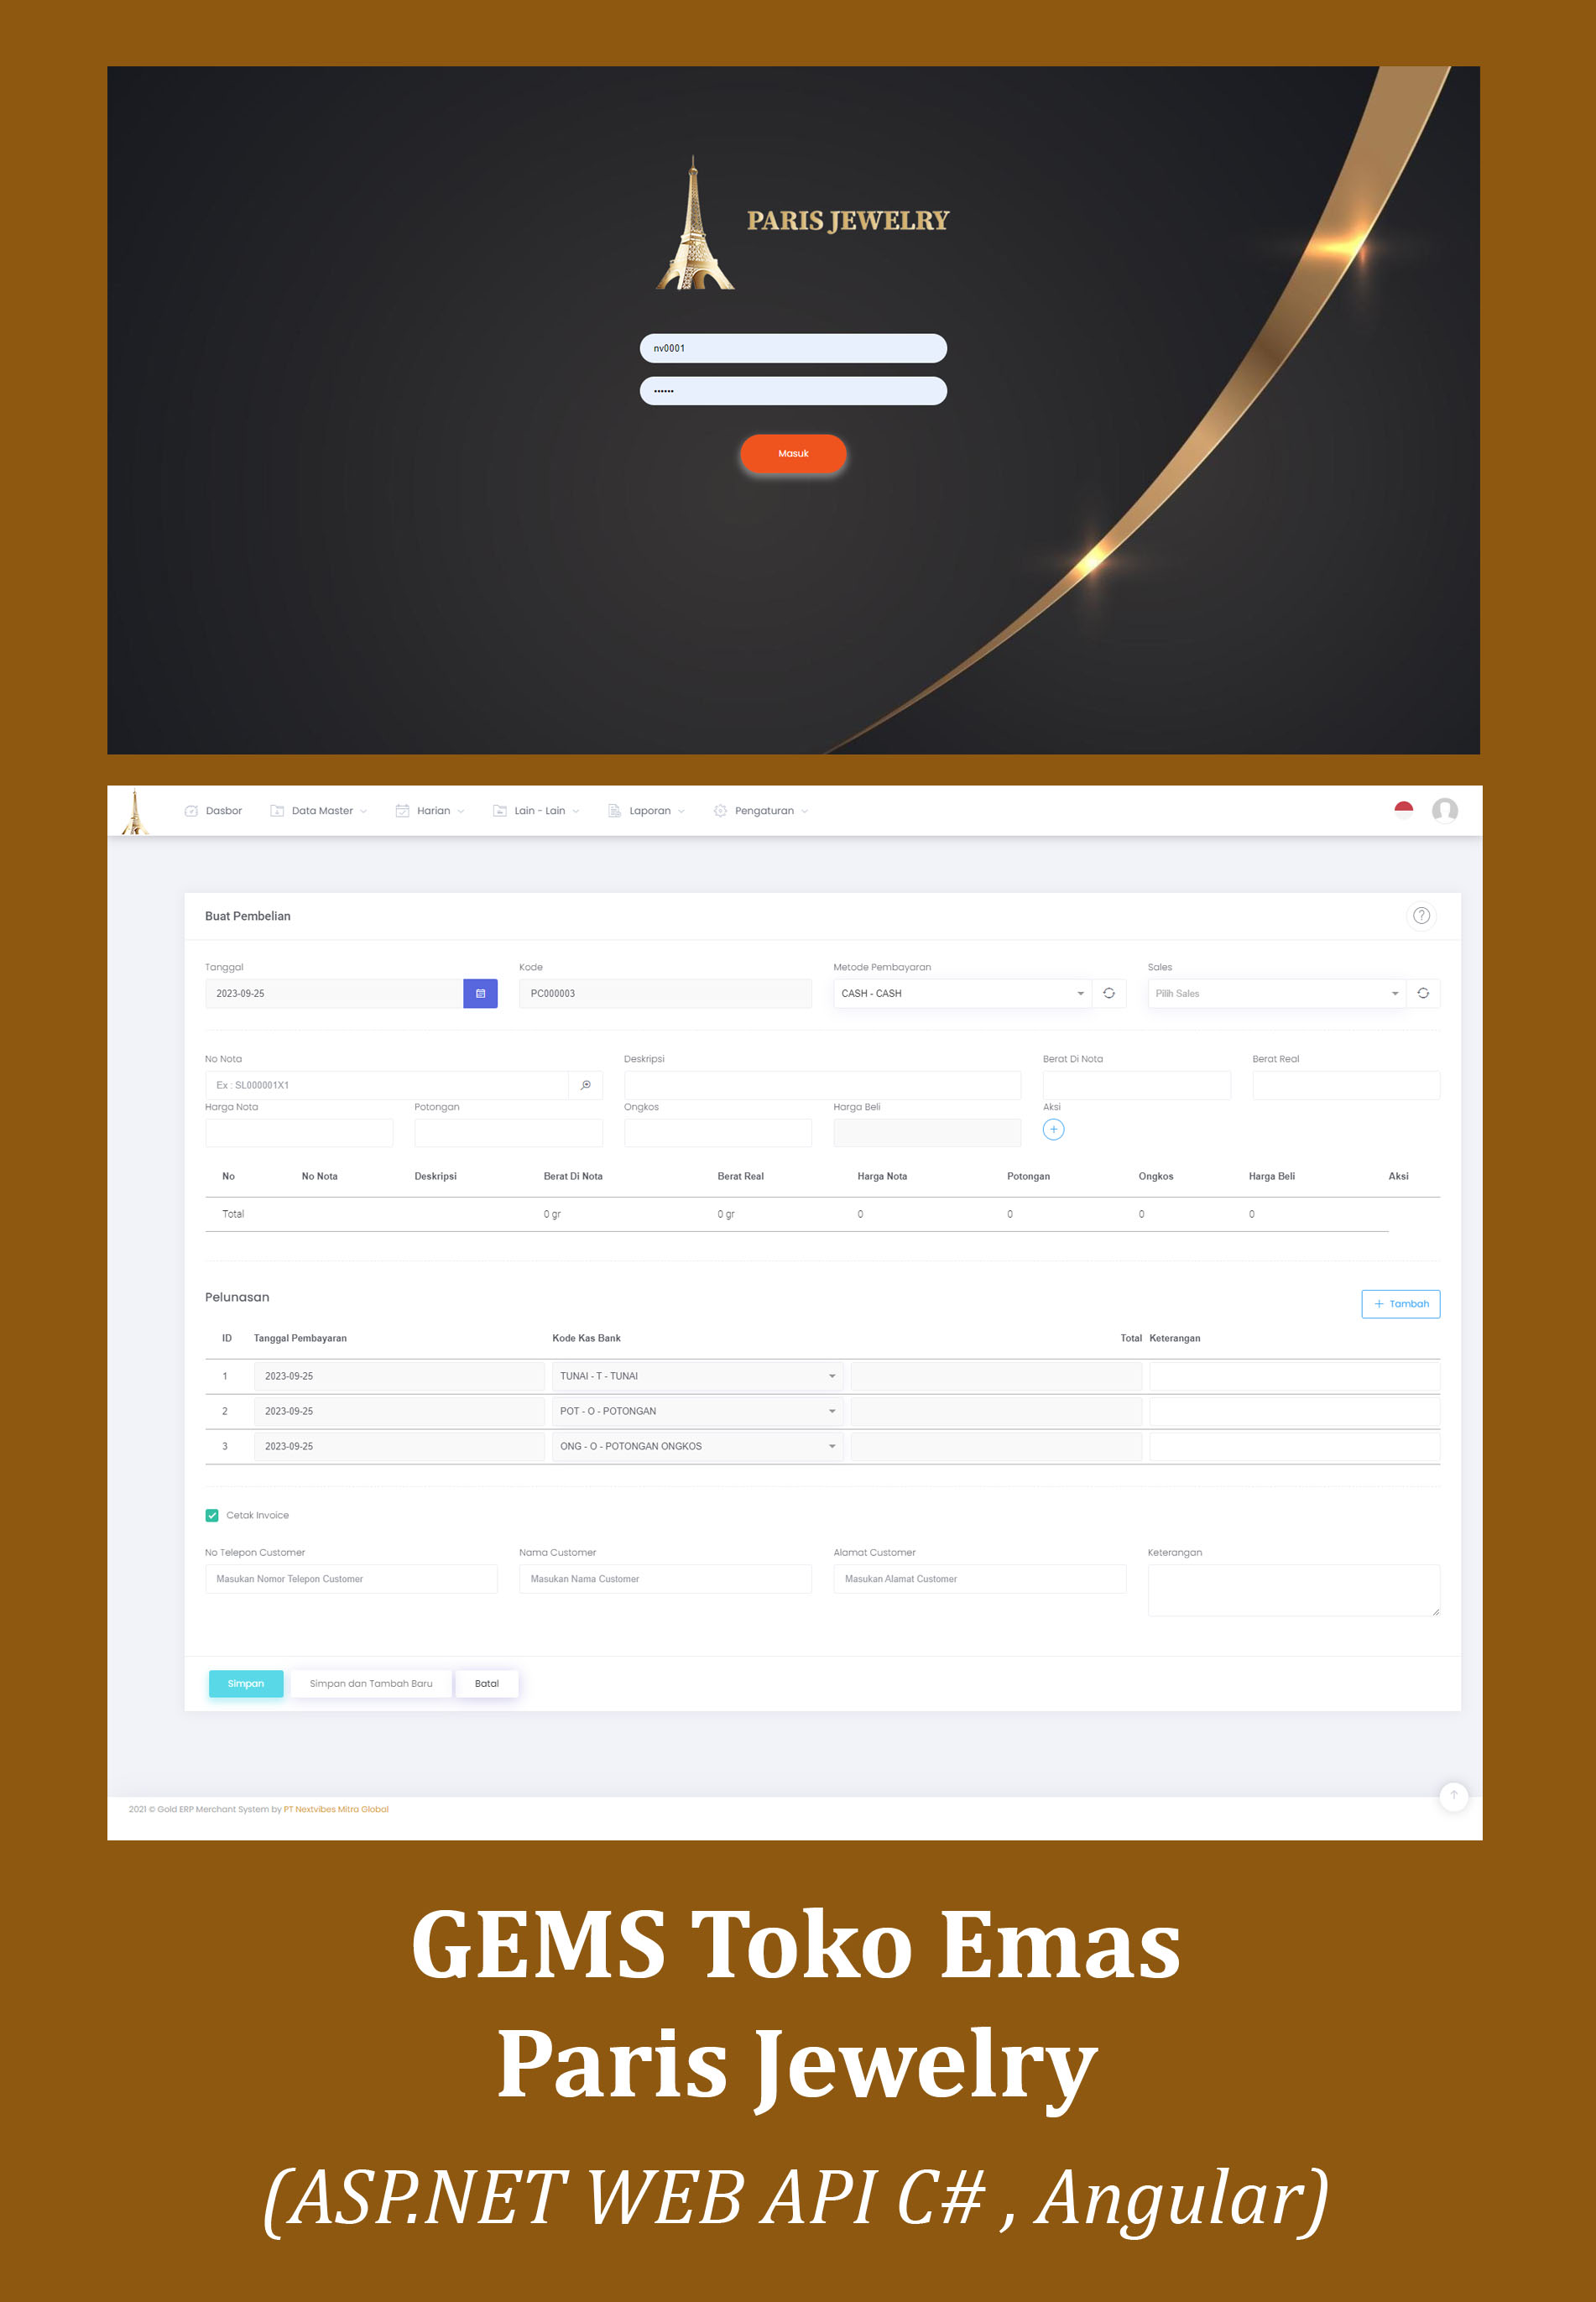 PARIS JEWELRY
nv0001
••••••
Masuk
Dasbor Data Master Harian Lain - Lain Laporan Pengaturan
Buat Pembelian
Tanggal Kode Metode Pembayaran Sales
2023-09-25 PC000003 CASH - CASH Pilih Sales
No Nota Deskripsi Berat Di Nota Berat Real
Ex : SL000001X1
Harga Nota Potongan Ongkos Harga Beli Aksi
No No Nota Deskripsi Berat Di Nota Berat Real Harga Nota Potongan Ongkos Harga Beli Aksi
Total 0 gr 0 gr 0 0 0 0
Pelunasan
+ Tambah
ID Tanggal Pembayaran Kode Kas Bank Total Keterangan
1 2023-09-25 TUNAI - T - TUNAI
2 2023-09-25 POT - O - POTONGAN
3 2023-09-25 ONG - O - POTONGAN ONGKOS
Cetak Invoice
No Telepon Customer Nama Customer Alamat Customer Keterangan
Masukan Nomor Telepon Customer Masukan Nama Customer Masukan Alamat Customer
Simpan Simpan dan Tambah Baru Batal
2021 © Gold ERP Merchant System by PT Nextvibes Mitra Global
GEMS Toko Emas
Paris Jewelry
(ASP.NET WEB API C# , Angular)